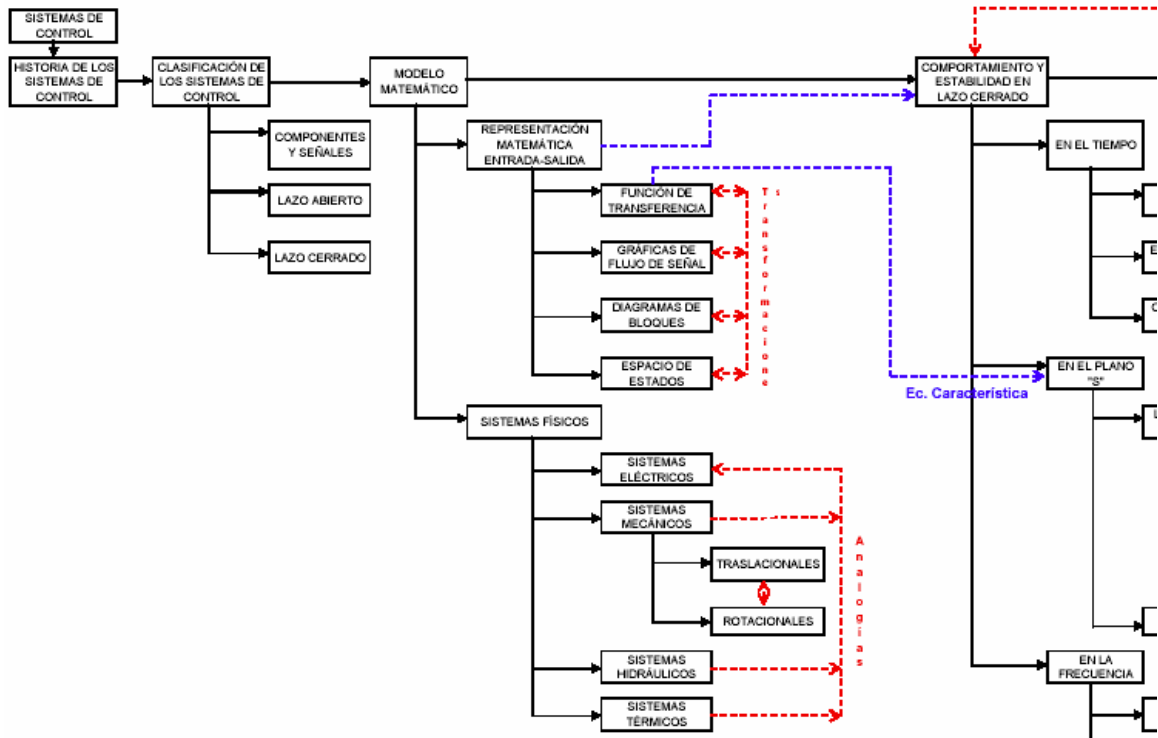 SISTEMAS DE
CONTROL
HISTORIA DE LOS
SISTEMAS DE
CONTROL
CLASIFICACIÓN DE
LOS SISTEMAS DE
CONTROL
COMPONENTES
Y SEÑALES
LAZO ABIERTO
LAZO CERRADO
MODELO
MATEMÁTICO
REPRESENTACIÓN
MATEMÁTICA
ENTRADA-SALIDA
FUNCIÓN DE
TRANSFERENCIA
GRÁFICAS DE
FLUJO DE SEÑAL
DIAGRAMAS DE
BLOQUES
ESPACIO DE
ESTADOS
Transformacione
s
SISTEMAS FÍSICOS
SISTEMAS
ELÉCTRICOS
SISTEMAS
MECÁNICOS
TRASLACIONALES
ROTACIONALES
SISTEMAS
HIDRÁULICOS
SISTEMAS
TÉRMICOS
Analogías
COMPORTAMIENTO Y
ESTABILIDAD EN
LAZO CERRADO
EN EL TIEMPO
E
C
EN EL PLANO
"S"
Ec. Característica
L
EN LA
FRECUENCIA